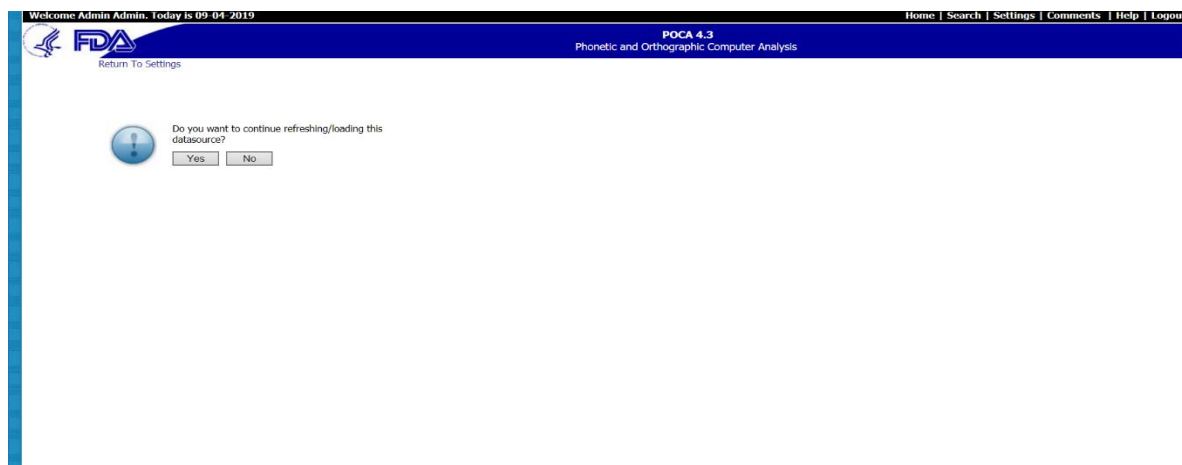 Welcome Admin Admin. Today is 09-04-2019
Home | Search | Settings | Comments | Help | Logou
FDA
POCA 4.3
Phonetic and Orthographic Computer Analysis
Return To Settings
Do you want to continue refreshing/loading this
datasource?
Yes No